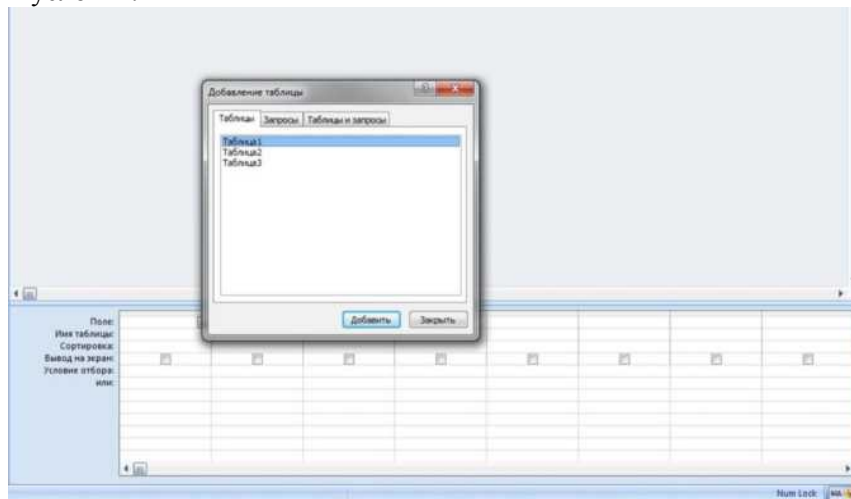 Добавление таблицы
Таблицы Запросы Таблицы и запросы
Таблица1
Таблица2
Таблица3
Добавить Закрыть
Поле:
Имя таблицы:
Сортировка:
Вывод на экран:
Условие отбора:
или:
Num Lock